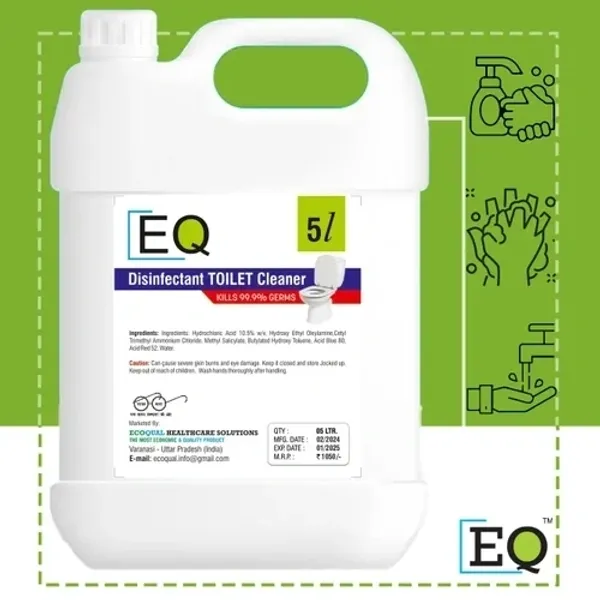 EQ
5l
Disinfectant TOILET Cleaner
KILLS 99.9% GERMS
Ingredients: Ingredients: Hydrochloric Acid 10.5% w/v, Hydroxy Ethyl Oleylamine,Cetyl
Trimethyl Ammonium Chloride, Methyl Salicylate, Butylated Hydroxy Toluene, Acid Blue 80,
Acid Red 52, Water.
Caution: Can cause severe skin burns and eye damage. Keep it closed and store Jocked up.
Keep out of reach of children. Wash hands thoroughly after handling.
Marketed By:
ECOQUAL HEALTHCARE SOLUTIONS
THE MOST ECONOMIC & QUALITY PRODUCT
Varanasi - Uttar Pradesh (India)
E-mail: ecoqual.info@gmail.com
QTY : 05 LTR.
MFG. DATE : 02/2024
EXP. DATE : 01/2025
M.R.P. : ₹ 1050/-
EQ™